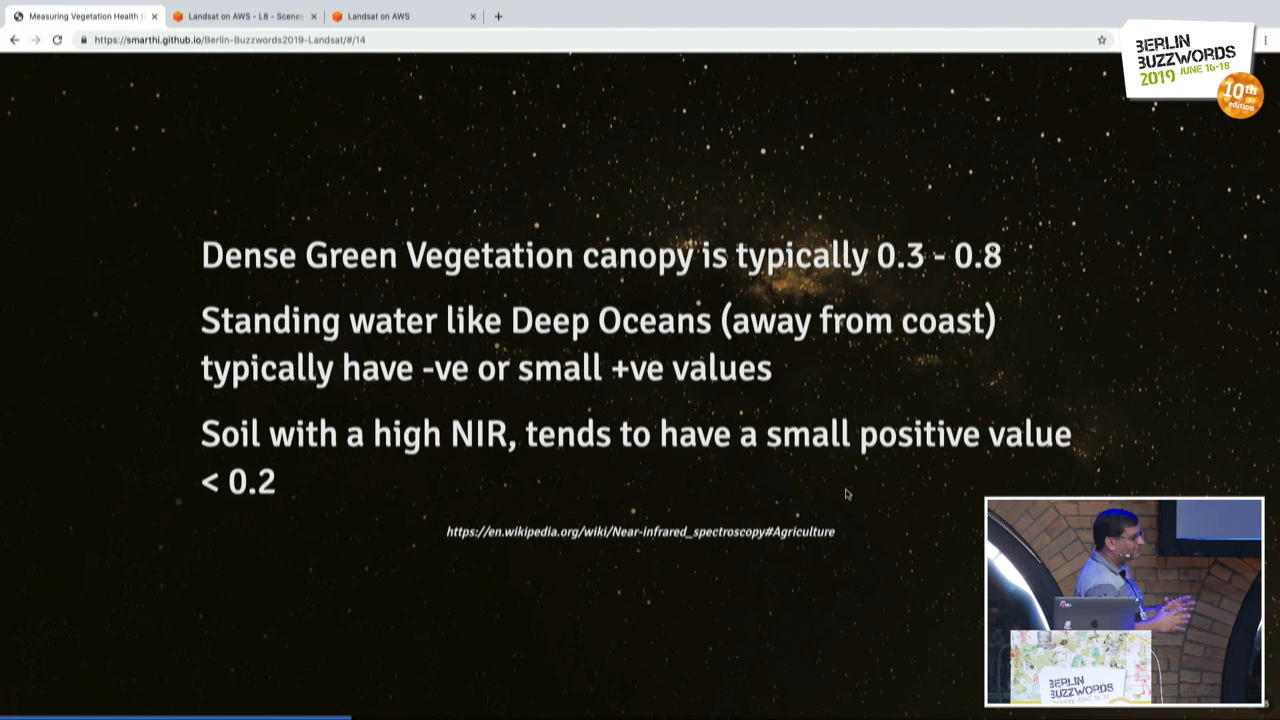 Measuring Vegetation Health t
Landsat on AWS - L8 - Scenes
Landsat on AWS
https://smarthi.github.io/Berlin-Buzzwords2019-Landsat/#/14
BERLIN
BUZZWORDS
2019 JUNE 16-18
10th
edition
Dense Green Vegetation canopy is typically 0.3 - 0.8
Standing water like Deep Oceans (away from coast)
typically have -ve or small +ve values
Soil with a high NIR, tends to have a small positive value
< 0.2
https://en.wikipedia.org/wiki/Near-infrared_spectroscopy#Agriculture
BERLIN
BUZZWORDS